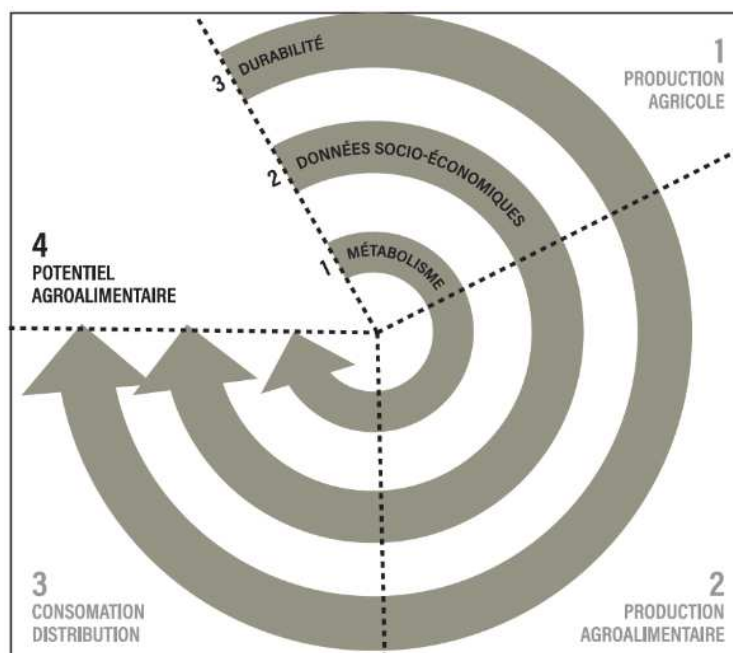 1
PRODUCTION
AGRICOLE
3 DURABILITÉ
2 DONNÉES SOCIO-ÉCONOMIQUES
1 MÉTABOLISME
4
POTENTIEL
AGROALIMENTAIRE
3
CONSOMATION
DISTRIBUTION
2
PRODUCTION
AGROALIMENTAIRE